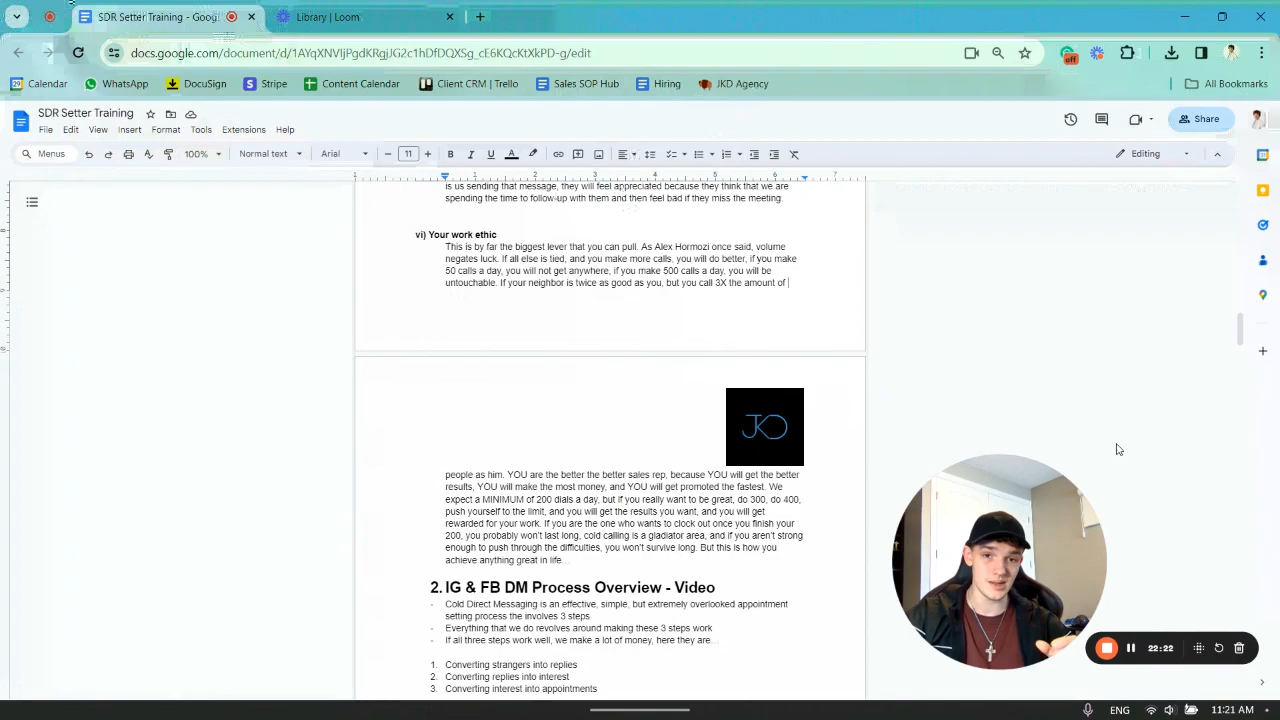 SDR Setter Training - Goog
Library | Loom
docs.google.com/document/d/1AYqXNVIjPgdKRgjJG2c1hDfDQXSg_cE6KQcKtXkPD-g/edit
off
Calendar WhatsApp DocuSign Stripe Content Calendar Client CRM | Trello Sales SOP Hub Hiring JKD Agency All Bookmarks
SDR Setter Training
Share
File Edit View Insert Format Tools Extensions Help
Menus 100% Normal text Arial 11 Editing
1 1 2 3 4 5 6 7
is us sending that message, they will feel appreciated because they think that we are
spending the time to follow-up with them and then feel bad if they miss the meeting.
vi) Your work ethic
This is by far the biggest lever that you can pull. As Alex Hormozi once said, volume
negates luck. If all else is tied, and you make more calls, you will do better, if you make
50 calls a day, you will not get anywhere, if you make 500 calls a day, you will be
untouchable. If your neighbor is twice as good as you, but you call 3X the amount of
JKD
people as him. YOU are the better the better sales rep, because YOU will get the better
results, YOU will make the most money, and YOU will get promoted the fastest. We
expect a MINIMUM of 200 dials a day, but if you really want to be great, do 300, do 400,
push yourself to the limit, and you will get the results you want, and you will get
rewarded for your work. If you are the one who wants to clock out once you finish your
200, you probably won't last long, cold calling is a gladiator area, and if you aren't strong
enough to push through the difficulties, you won't survive long. But this is how you
achieve anything great in life...
2. IG & FB DM Process Overview - Video
- Cold Direct Messaging is an effective, simple, but extremely overlooked appointment
setting process the involves 3 steps
- Everything that we do revolves around making these 3 steps work
- If all three steps work well, we make a lot of money, here they are...
1. Converting strangers into replies
2. Converting replies into interest
3. Converting interest into appointments
22:22
ENG 11:21 AM